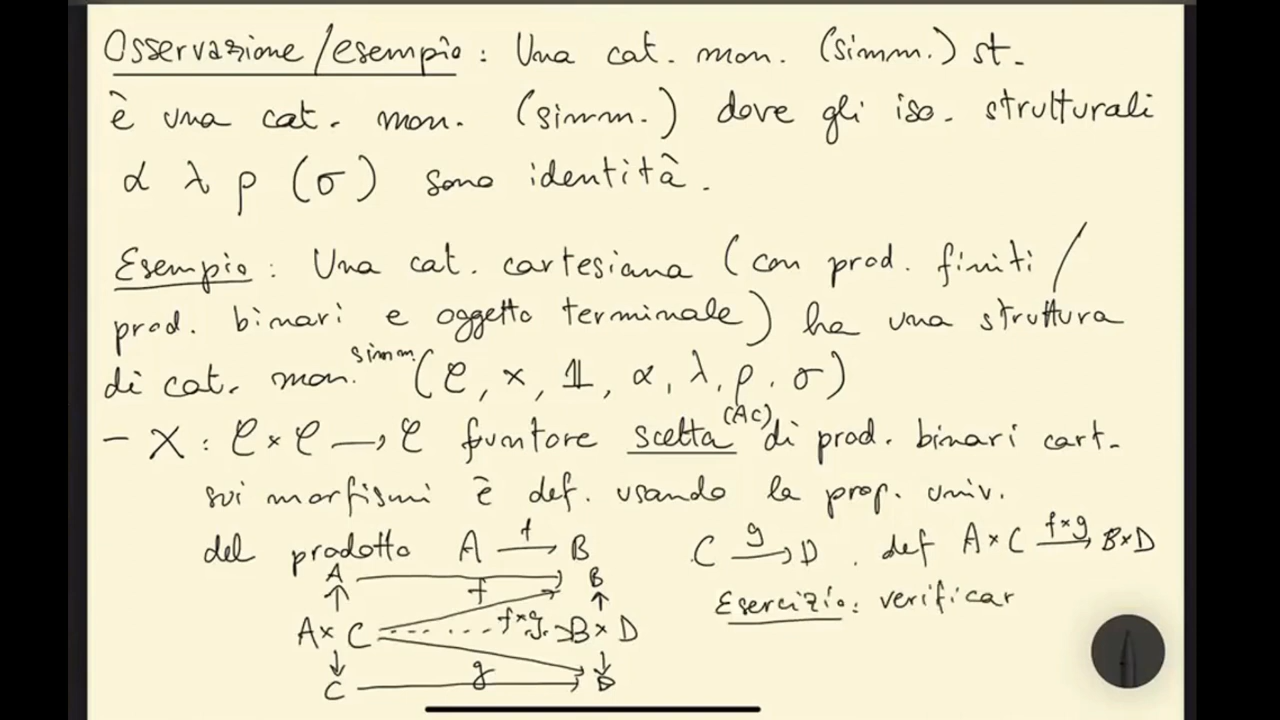 Osservazione/esempio: Una cat. mon. (simm.) st.
è una cat. mon. (simm.) dove gli iso. strutturali
α λ ρ (σ) sono identità.
Esempio: Una cat. cartesiana (con prod. finiti /
prod. binari e oggetto terminale) ha una struttura
di cat. mon. simm. (C, ×, 𝟙, α, λ, ρ, σ)
- × : C × C → C funtore scelta (AC) di prod. binari cart.
sui morfismi è def. usando la prop. univ.
del prodotto A f→ B C g→ D . def A×C f×g→ B×D
A f B
Esercizio: verificar
A × C f×g B × D
C g D